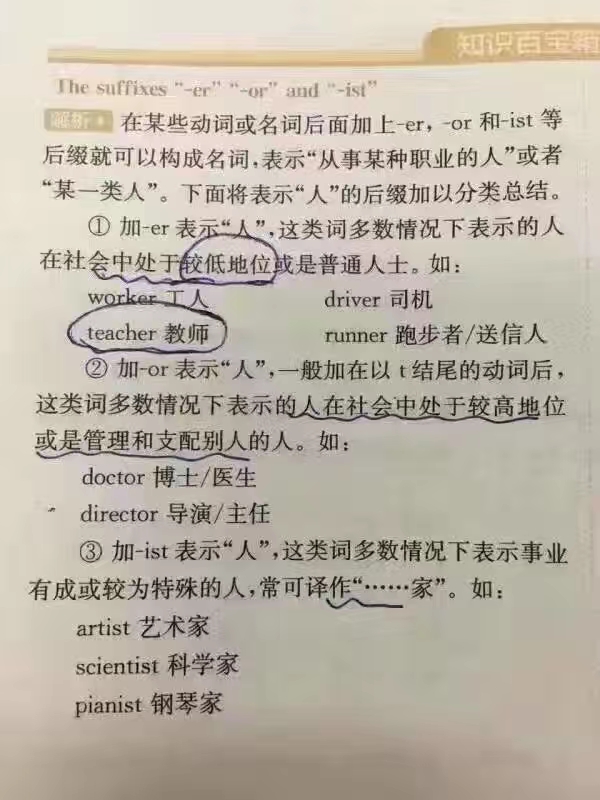 知识百宝箱
The suffixes “-er” “-or” and “-ist”
解析 在某些动词或名词后面加上-er, -or 和-ist 等
后缀就可以构成名词,表示“从事某种职业的人”或者
“某一类人”。下面将表示“人”的后缀加以分类总结。
① 加-er 表示“人”,这类词多数情况下表示的人
在社会中处于较低地位或是普通人士。如:
worker 工人 driver 司机
teacher 教师 runner 跑步者/送信人
② 加-or 表示“人”,一般加在以 t 结尾的动词后,
这类词多数情况下表示的人在社会中处于较高地位
或是管理和支配别人的人。如:
doctor 博士/医生
director 导演/主任
③ 加-ist 表示“人”,这类词多数情况下表示事业
有成或较为特殊的人,常可译作“……家”。如:
artist 艺术家
scientist 科学家
pianist 钢琴家